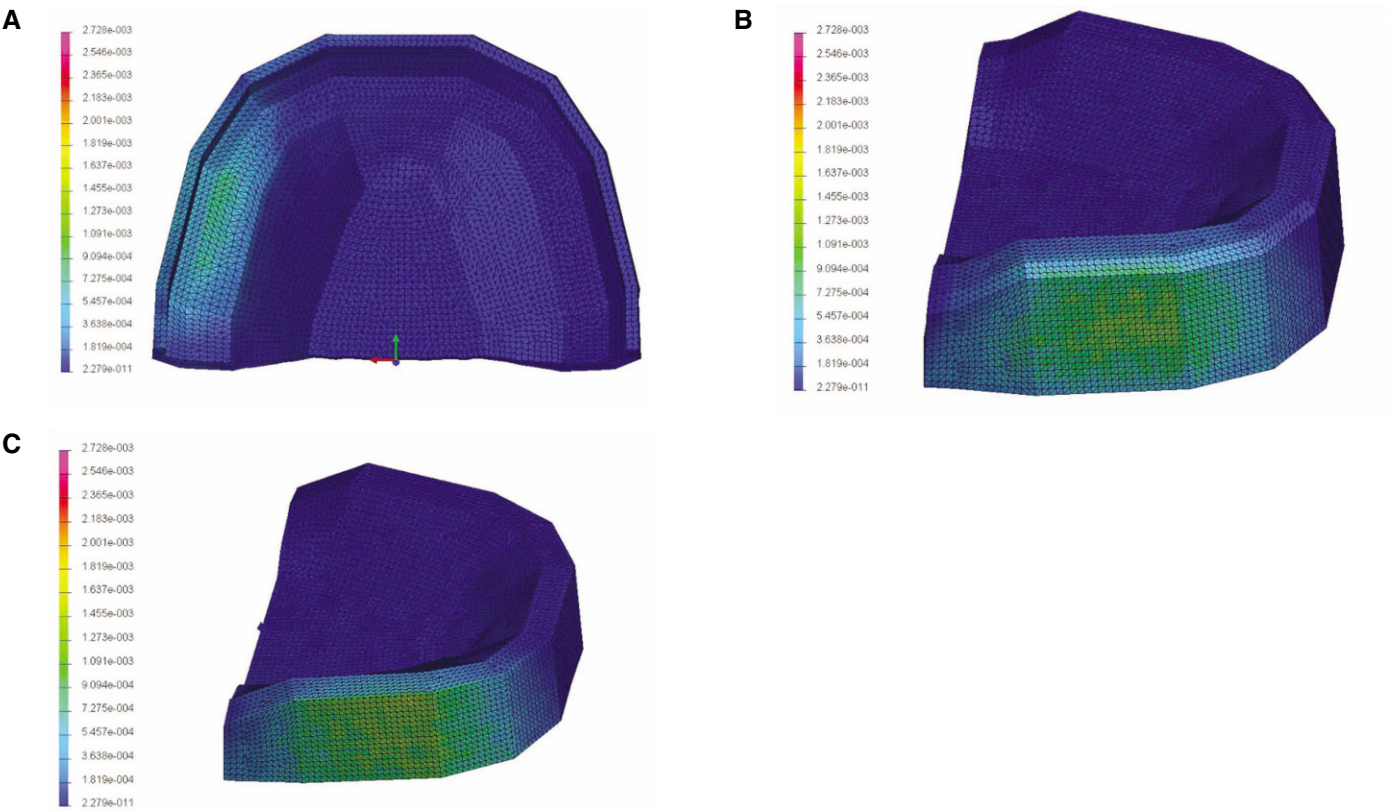 A
2.728e-003
2.546e-003
2.365e-003
2.183e-003
2.001e-003
1.819e-003
1.637e-003
1.455e-003
1.273e-003
1.091e-003
9.094e-004
7.275e-004
5.457e-004
3.638e-004
1.819e-004
2.279e-011
B
2.728e-003
2.546e-003
2.365e-003
2.183e-003
2.001e-003
1.819e-003
1.637e-003
1.455e-003
1.273e-003
1.091e-003
9.094e-004
7.275e-004
5.457e-004
3.638e-004
1.819e-004
2.279e-011
C
2.728e-003
2.546e-003
2.365e-003
2.183e-003
2.001e-003
1.819e-003
1.637e-003
1.455e-003
1.273e-003
1.091e-003
9.094e-004
7.275e-004
5.457e-004
3.638e-004
1.819e-004
2.279e-011